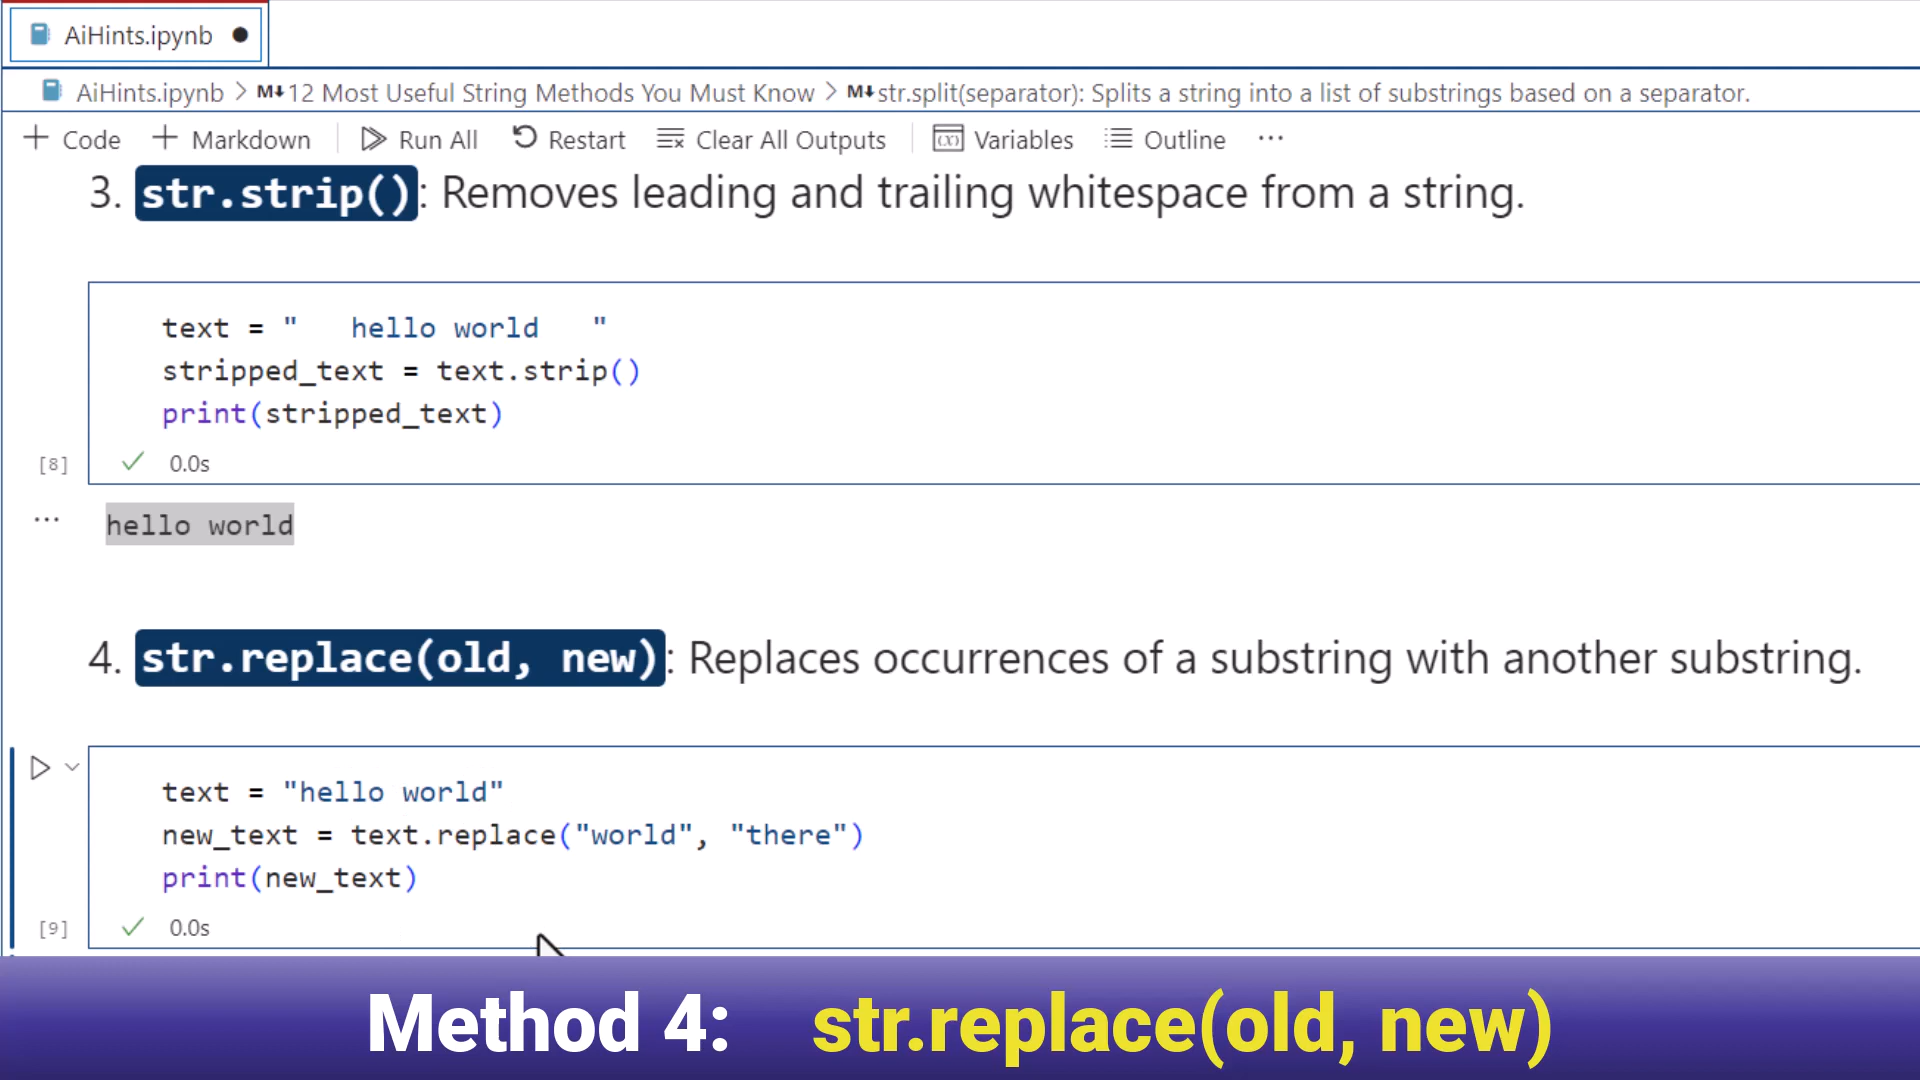 AiHints.ipynb ●
AiHints.ipynb > M↓ 12 Most Useful String Methods You Must Know > M↓ str.split(separator): Splits a string into a list of substrings based on a separator.
+ Code + Markdown | Run All Restart Clear All Outputs | (x) Variables Outline ...
3. str.strip(): Removes leading and trailing whitespace from a string.
text = "   hello world   "
stripped_text = text.strip()
print(stripped_text)
[8] ✓ 0.0s
... hello world
4. str.replace(old, new): Replaces occurrences of a substring with another substring.
text = "hello world"
new_text = text.replace("world", "there")
print(new_text)
[9] ✓ 0.0s
Method 4: str.replace(old, new)